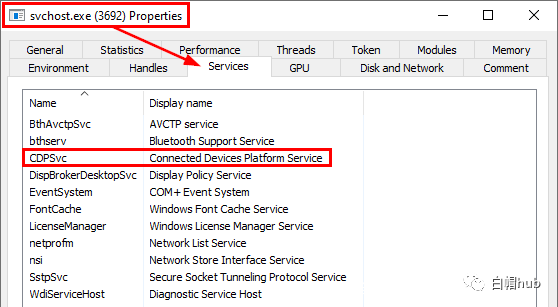 svchost.exe (3692) Properties
General Statistics Performance Threads Token Modules Memory
Environment Handles Services GPU Disk and Network Comment
Name Display name
BthAvctpSvc AVCTP service
bthserv Bluetooth Support Service
CDPSvc Connected Devices Platform Service
DispBrokerDesktopSvc Display Policy Service
EventSystem COM+ Event System
FontCache Windows Font Cache Service
LicenseManager Windows License Manager Service
netprofm Network List Service
nsi Network Store Interface Service
SstpSvc Secure Socket Tunneling Protocol Service
WdiServiceHost Diagnostic Service Host
白帽hub